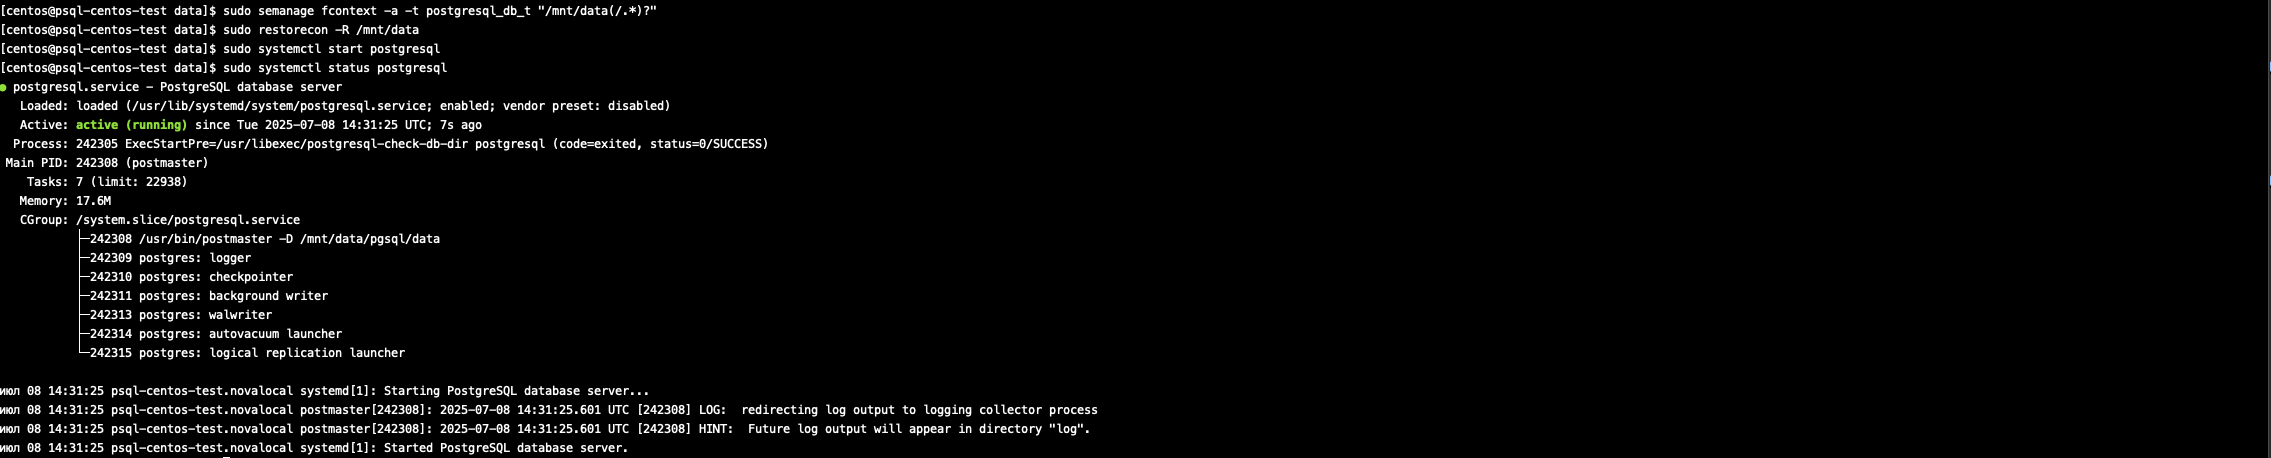 [centos@psql-centos-test data]$ sudo semanage fcontext -a -t postgresql_db_t "/mnt/data(/.*)?"
[centos@psql-centos-test data]$ sudo restorecon -R /mnt/data
[centos@psql-centos-test data]$ sudo systemctl start postgresql
[centos@psql-centos-test data]$ sudo systemctl status postgresql
● postgresql.service - PostgreSQL database server
   Loaded: loaded (/usr/lib/systemd/system/postgresql.service; enabled; vendor preset: disabled)
   Active: active (running) since Tue 2025-07-08 14:31:25 UTC; 7s ago
  Process: 242305 ExecStartPre=/usr/libexec/postgresql-check-db-dir postgresql (code=exited, status=0/SUCCESS)
 Main PID: 242308 (postmaster)
    Tasks: 7 (limit: 22938)
   Memory: 17.6M
   CGroup: /system.slice/postgresql.service
           ├─242308 /usr/bin/postmaster -D /mnt/data/pgsql/data
           ├─242309 postgres: logger
           ├─242310 postgres: checkpointer
           ├─242311 postgres: background writer
           ├─242313 postgres: walwriter
           ├─242314 postgres: autovacuum launcher
           └─242315 postgres: logical replication launcher
июл 08 14:31:25 psql-centos-test.novalocal systemd[1]: Starting PostgreSQL database server...
июл 08 14:31:25 psql-centos-test.novalocal postmaster[242308]: 2025-07-08 14:31:25.601 UTC [242308] LOG:  redirecting log output to logging collector process
июл 08 14:31:25 psql-centos-test.novalocal postmaster[242308]: 2025-07-08 14:31:25.601 UTC [242308] HINT:  Future log output will appear in directory "log".
июл 08 14:31:25 psql-centos-test.novalocal systemd[1]: Started PostgreSQL database server.